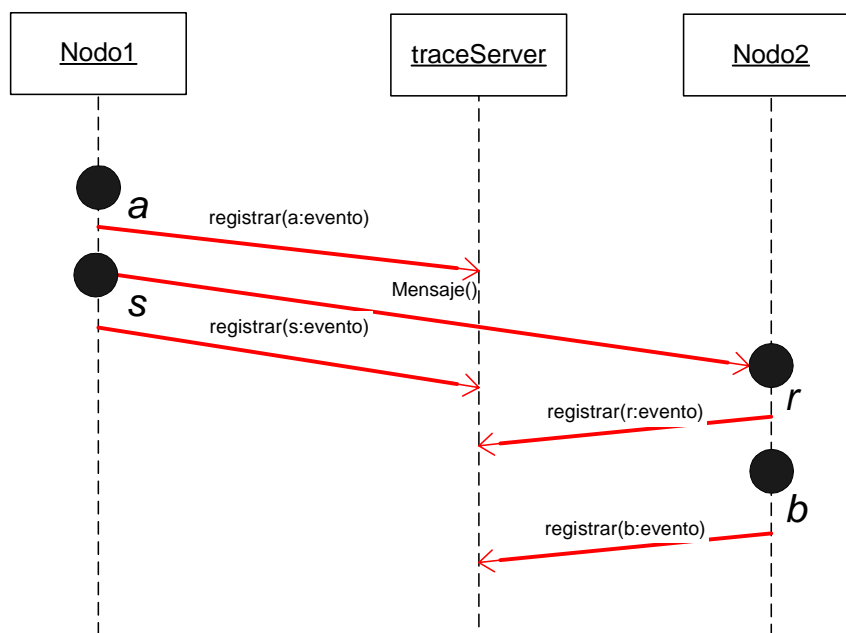 Nodo1
traceServer
Nodo2
a
registrar(a:evento)
Mensaje()
s
registrar(s:evento)
r
registrar(r:evento)
b
registrar(b:evento)